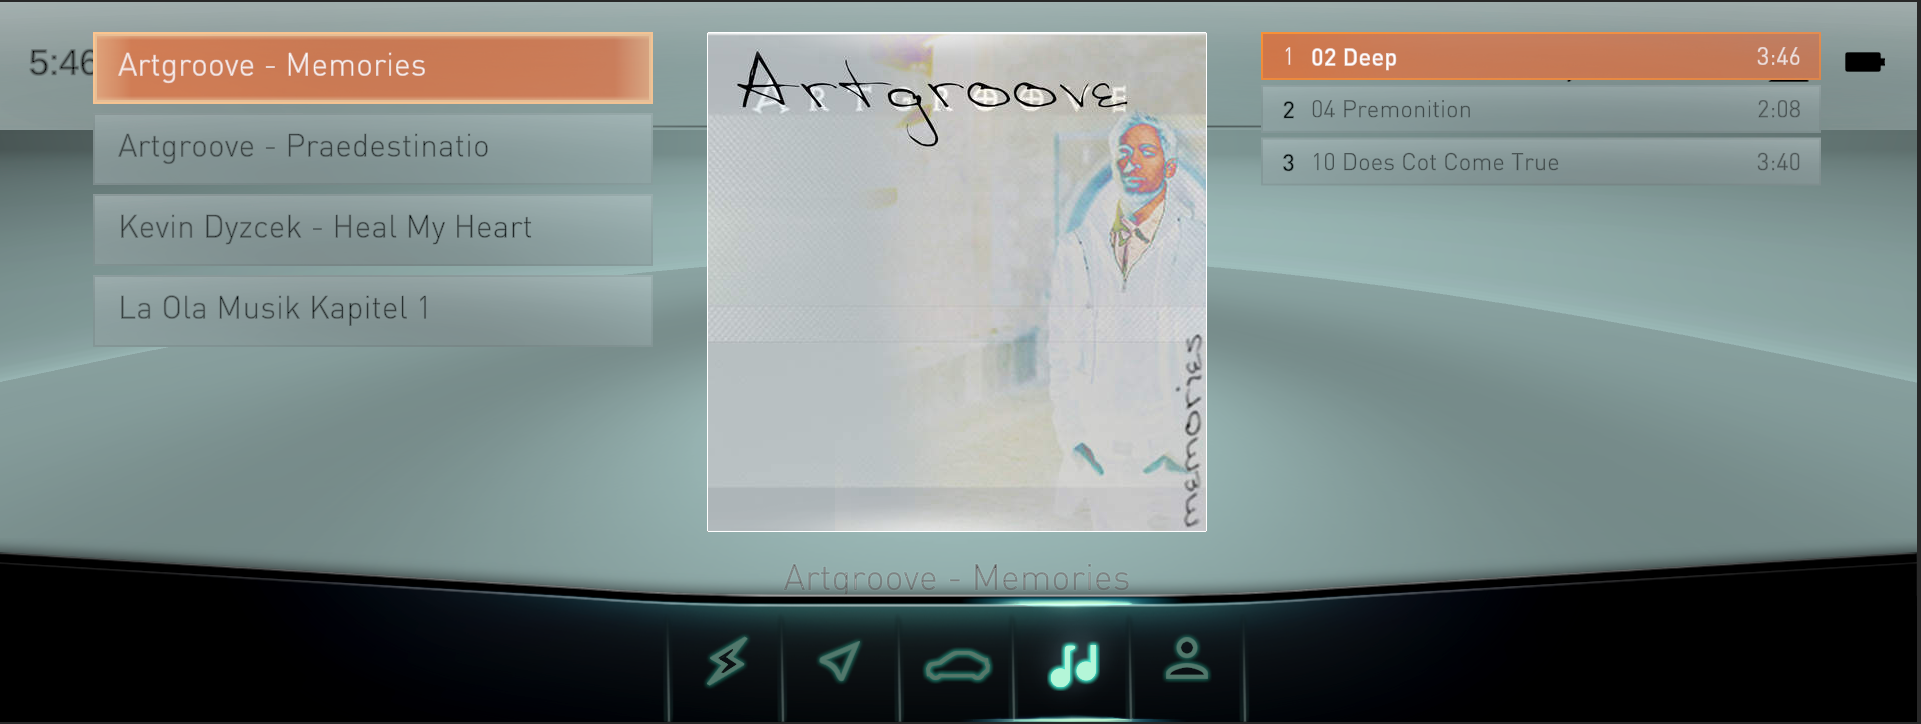 5:46
Artgroove - Memories
Artgroove - Praedestinatio
Kevin Dyzcek - Heal My Heart
La Ola Musik Kapitel 1
Artgroove
ARTGROOVE
memories
Artgroove - Memories
1 02 Deep 3:46
2 04 Premonition 2:08
3 10 Does Cot Come True 3:40